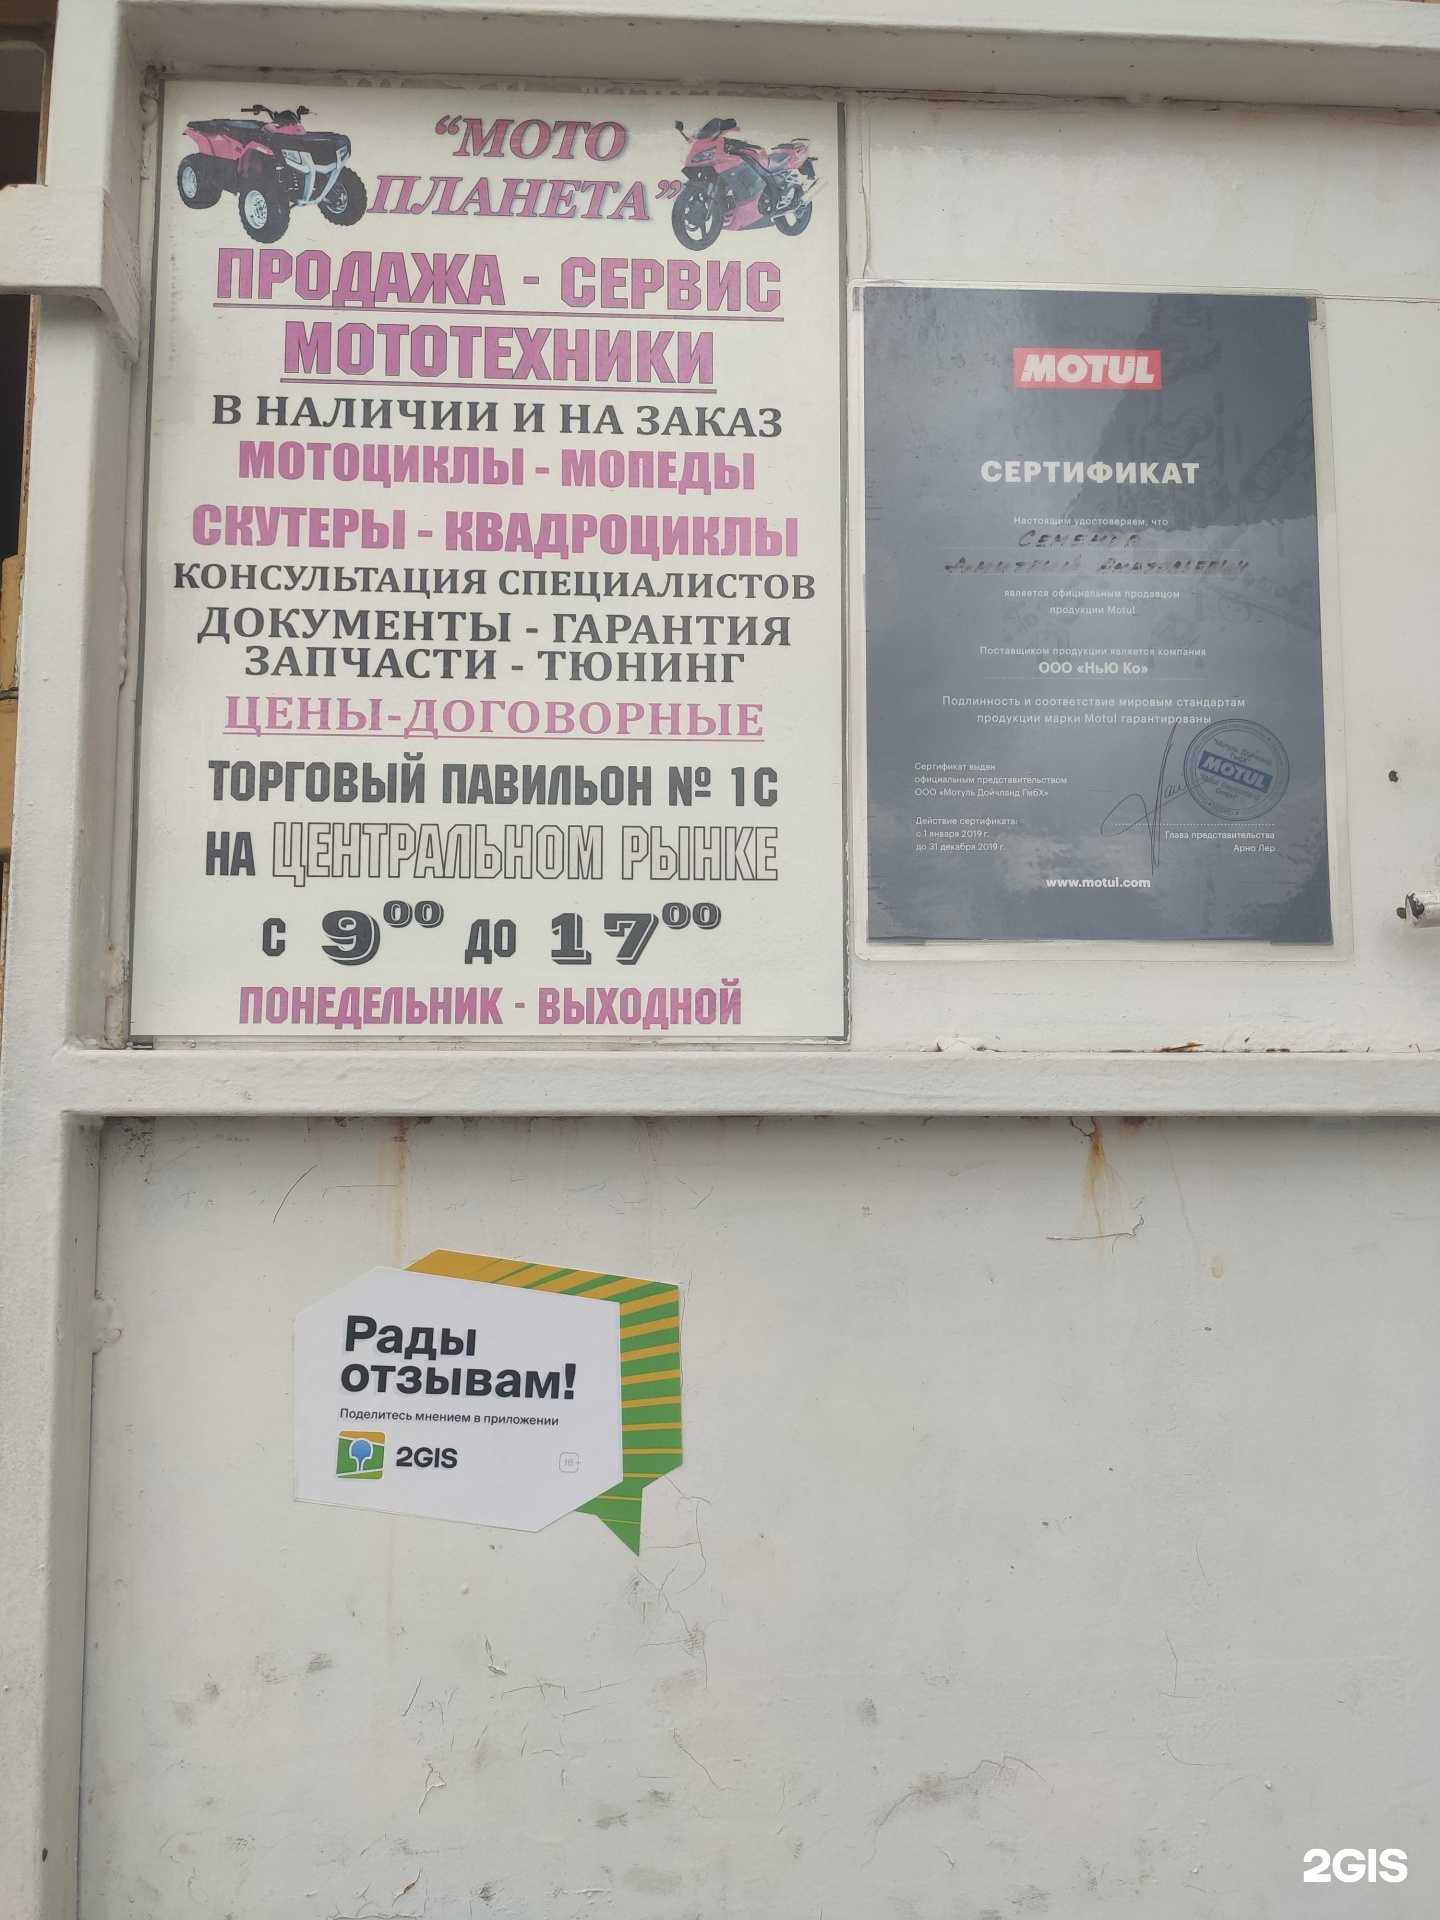 “МОТО
ПЛАНЕТА”
ПРОДАЖА - СЕРВИС
МОТОТЕХНИКИ
В НАЛИЧИИ И НА ЗАКАЗ
МОТОЦИКЛЫ - МОПЕДЫ
СКУТЕРЫ - КВАДРОЦИКЛЫ
КОНСУЛЬТАЦИЯ СПЕЦИАЛИСТОВ
ДОКУМЕНТЫ - ГАРАНТИЯ
ЗАПЧАСТИ - ТЮНИНГ
ЦЕНЫ-ДОГОВОРНЫЕ
ТОРГОВЫЙ ПАВИЛЬОН № 1С
НА ЦЕНТРАЛЬНОМ РЫНКЕ
С 9⁰⁰ ДО 17⁰⁰
ПОНЕДЕЛЬНИК - ВЫХОДНОЙ
MOTUL
СЕРТИФИКАТ
Настоящим удостоверяем, что
Семенов
Дмитрий Анатольевич
является официальным продавцом
продукции Motul
Поставщиком продукции является компания
ООО «НьЮ Ко»
Подлинность и соответствие мировым стандартам
продукции марки Motul гарантированы
Сертификат выдан
официальным представительством
ООО «Мотуль Дойчланд ГмбХ»
Действие сертификата:
с 1 января 2019 г.
до 31 декабря 2019 г.
MOTUL
Глава представительства
Арно Лер
www.motul.com
Рады
отзывам!
Поделитесь мнением в приложении
2GIS
18+
2GIS